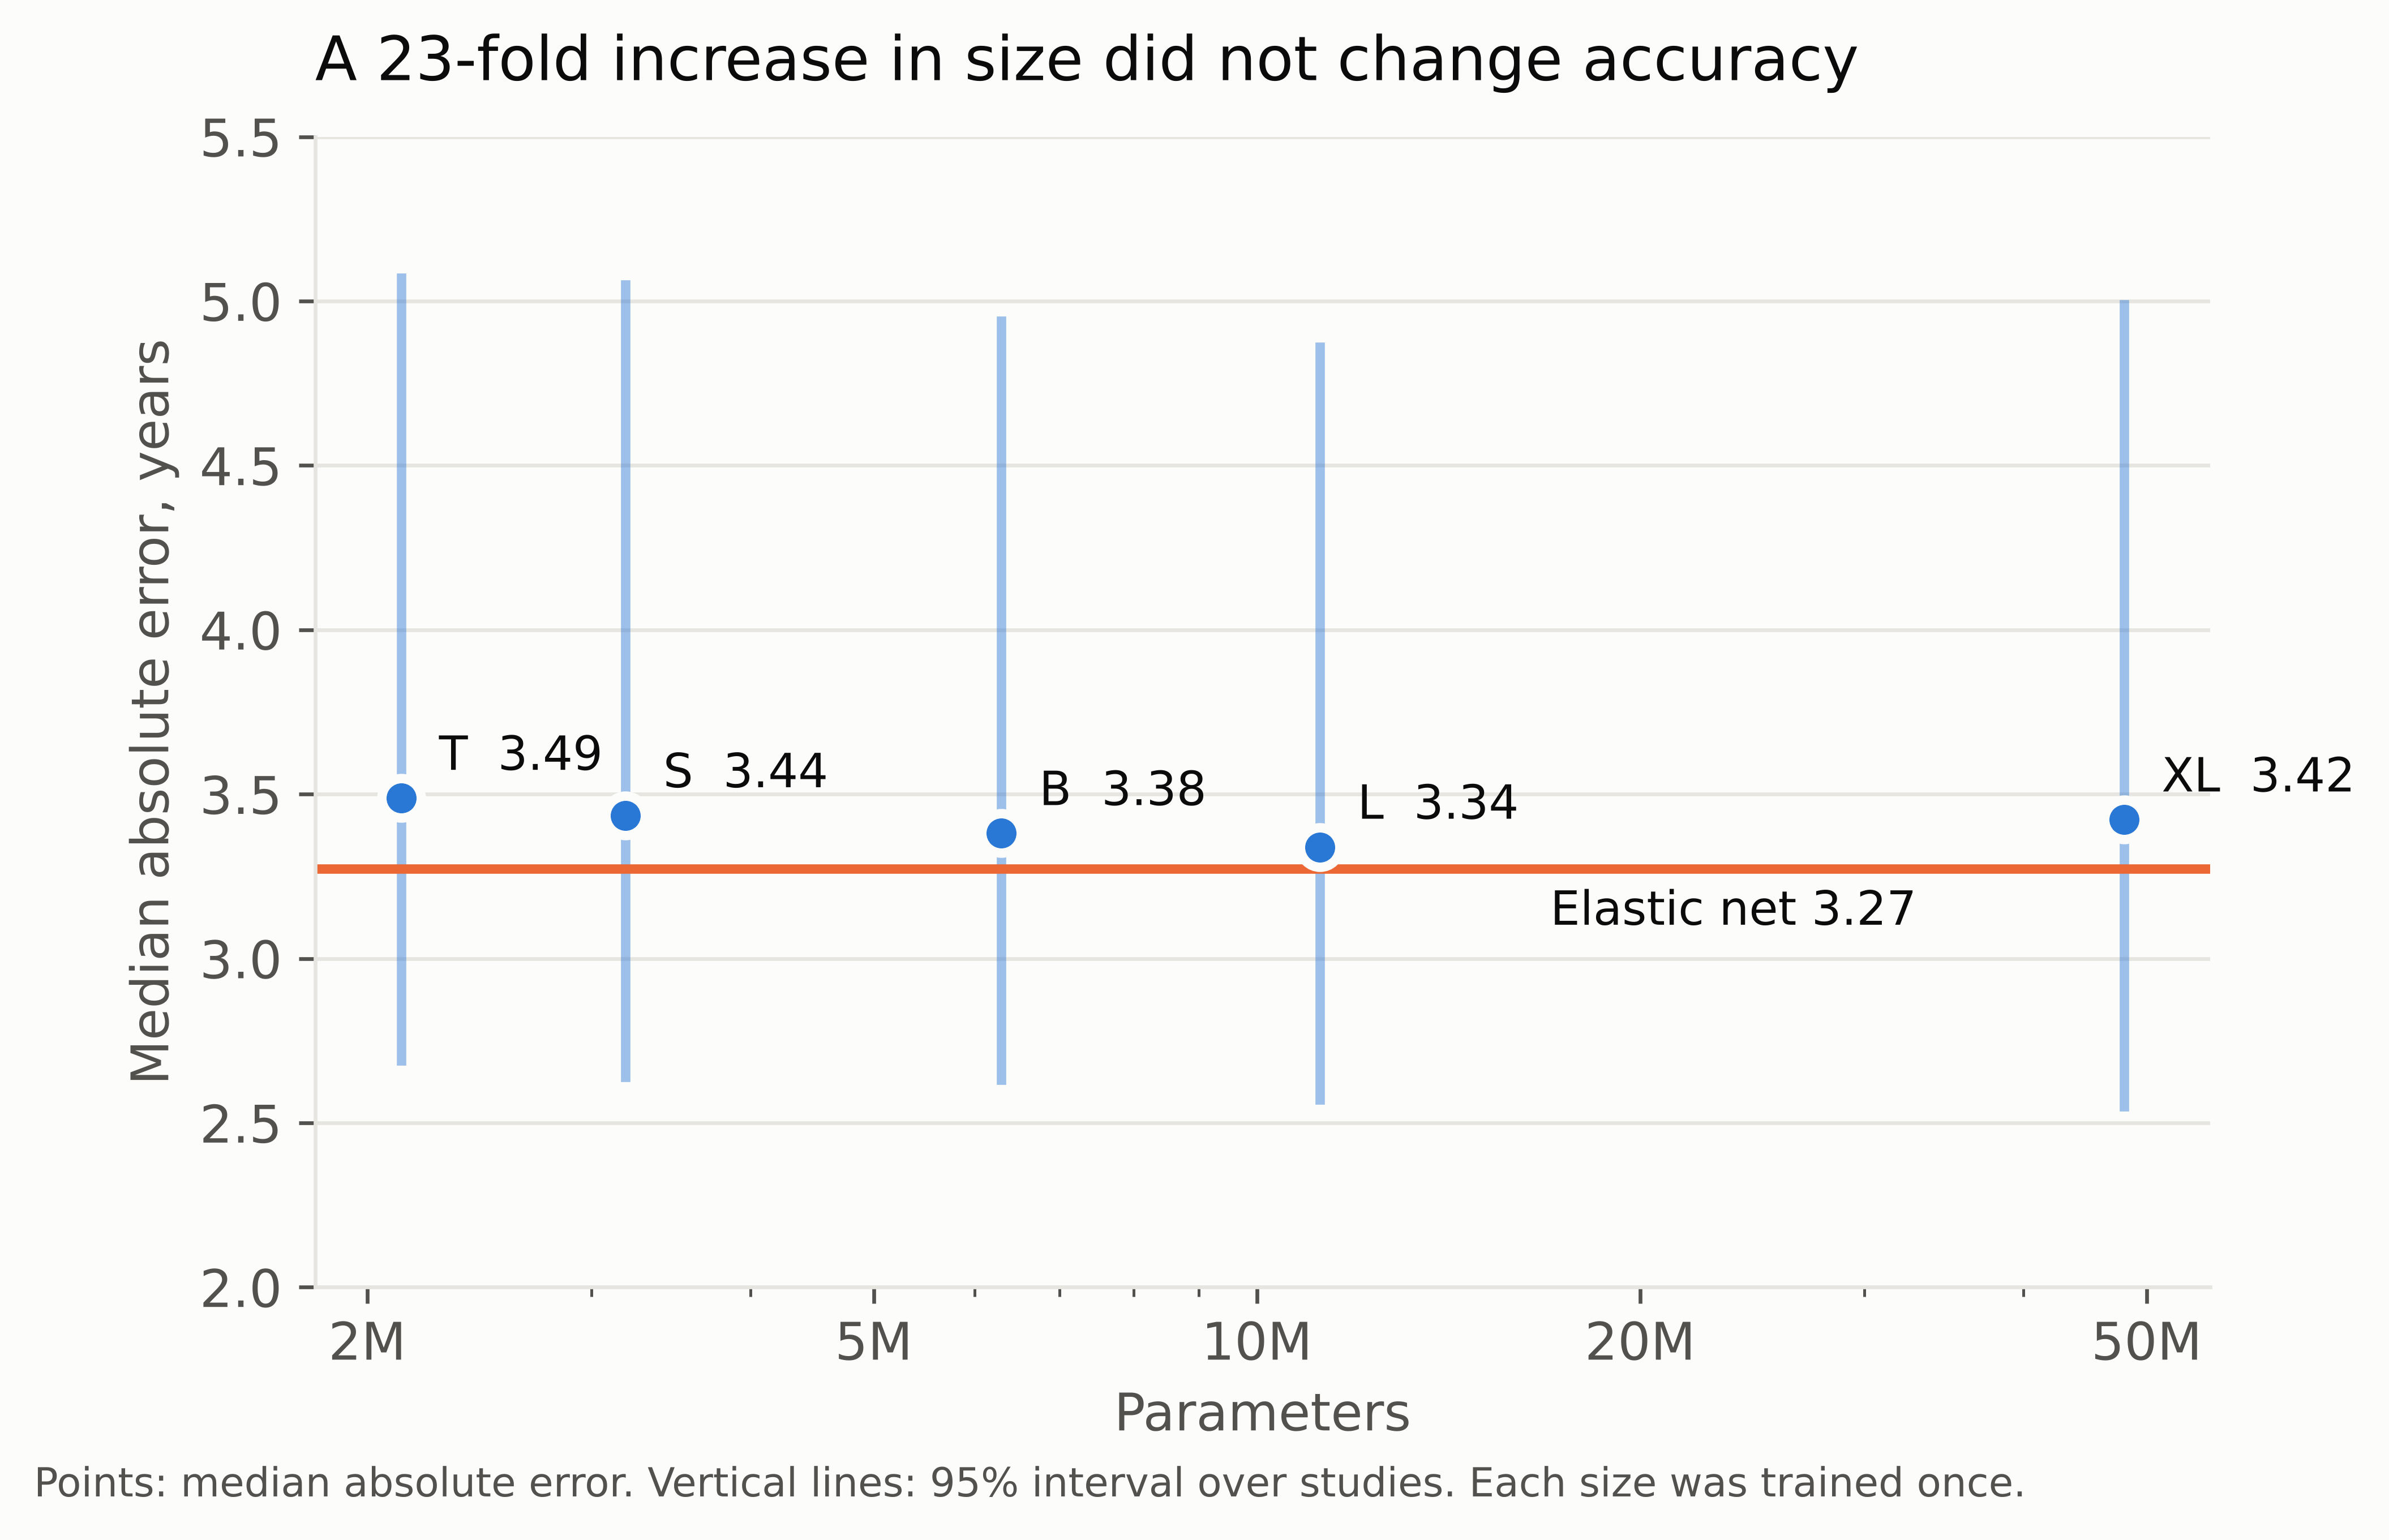 A 23-fold increase in size did not change accuracy
Median absolute error, years
5.5
5.0
4.5
4.0
3.5
3.0
2.5
2.0
T 3.49
S 3.44
B 3.38
L 3.34
XL 3.42
Elastic net 3.27
2M 5M 10M 20M 50M
Parameters
Points: median absolute error. Vertical lines: 95% interval over studies. Each size was trained once.